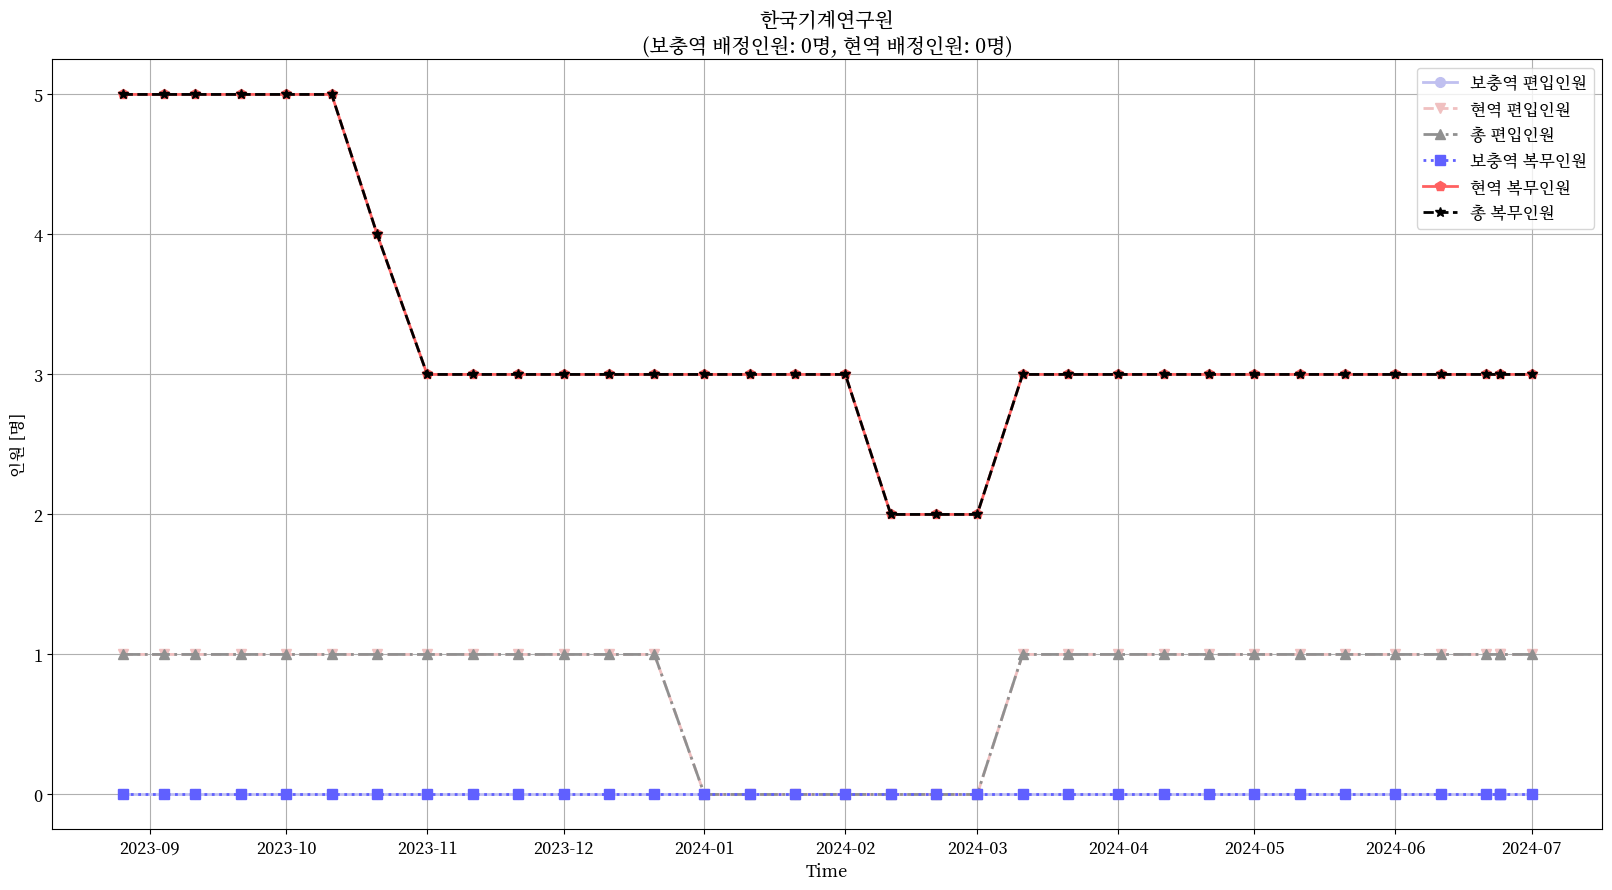 한국기계연구원
(보충역 배정인원: 0명, 현역 배정인원: 0명)
보충역 편입인원
현역 편입인원
총 편입인원
보충역 복무인원
현역 복무인원
총 복무인원
인원 [명]
5
4
3
2
1
0
2023-09 2023-10 2023-11 2023-12 2024-01 2024-02 2024-03 2024-04 2024-05 2024-06 2024-07
Time